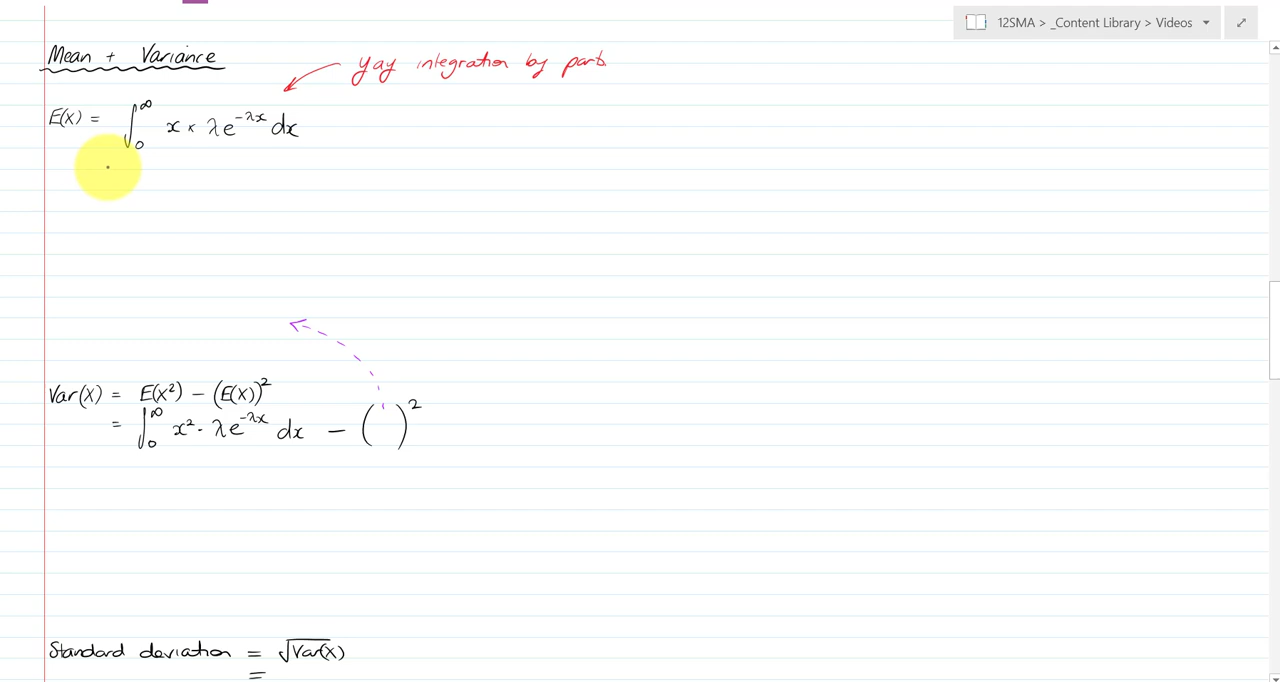 12SMA > _Content Library > Videos
Mean + Variance
yay integration by parts
E(X) = ∫₀^∞ x × λe^(-λx) dx
Var(X) = E(X²) - (E(X))²
= ∫₀^∞ x² · λe^(-λx) dx - ( )²
Standard deviation = √Var(X)
=